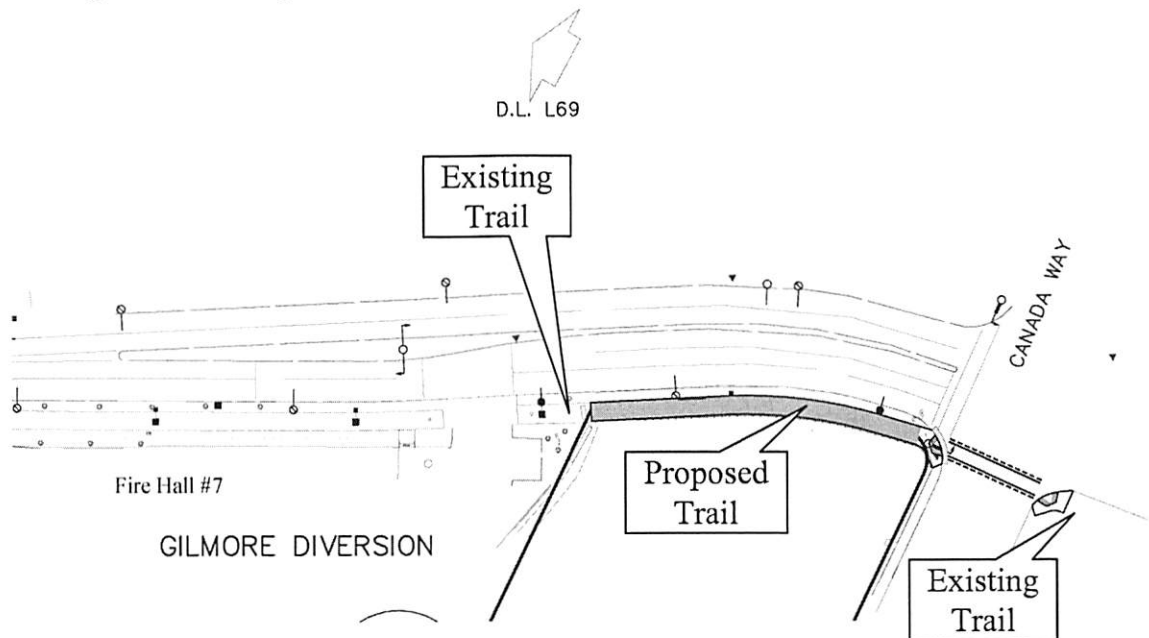 D.L. L69
Existing
Trail
CANADA WAY
Proposed
Trail
Fire Hall #7
GILMORE DIVERSION
Existing
Trail